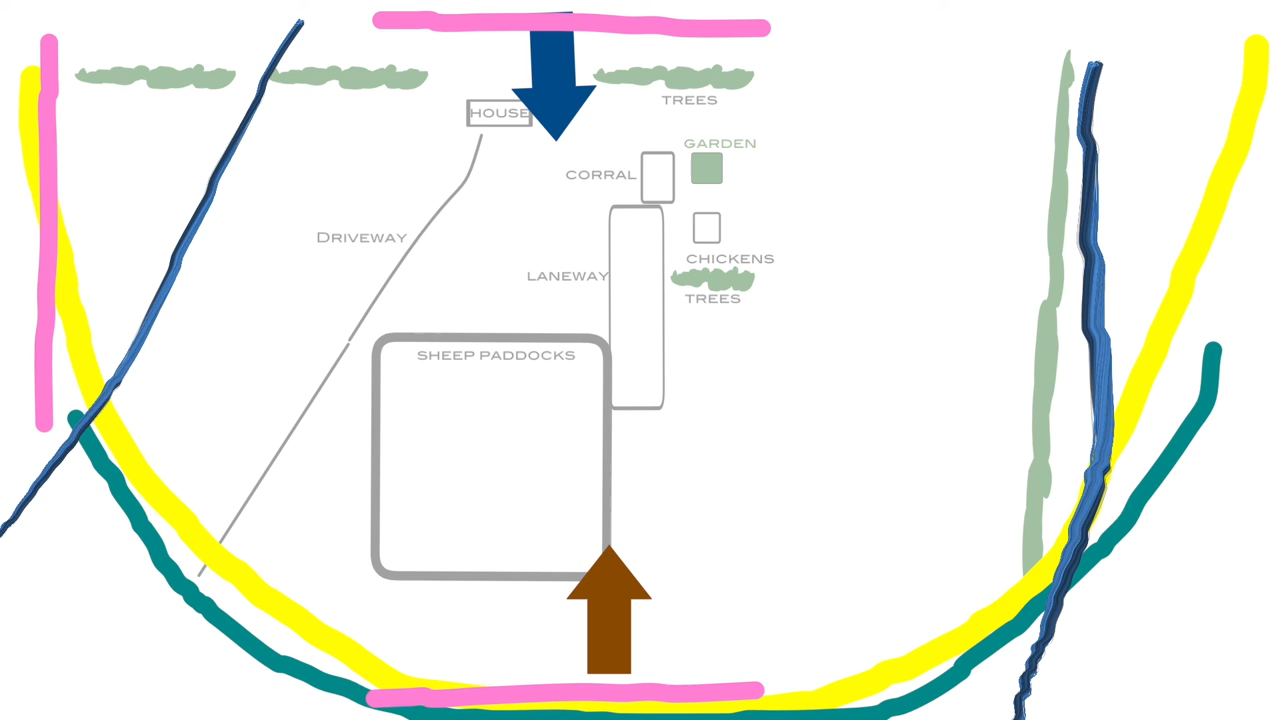 TREES
HOUSE
GARDEN
CORRAL
DRIVEWAY
CHICKENS
LANEWAY
TREES
SHEEP PADDOCKS